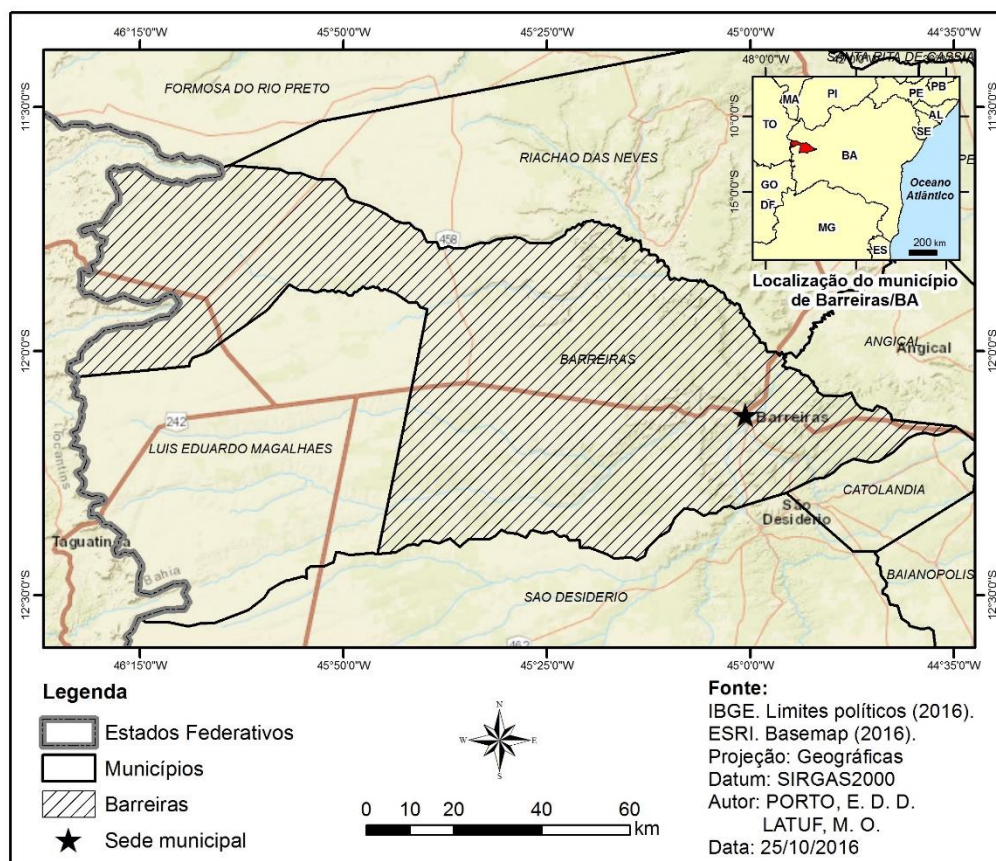 46°15'0"W 45°50'0"W 45°25'0"W 45°0'0"W 44°35'0"W
SANTA RITA DE CASSIA
48°0'0"W
FORMOSA DO RIO PRETO
11°30'0"S
11°30'0"S
RIACHAO DAS NEVES
MA
PI
PE
PB
AL
SE
TO
BA
GO
DF
MG
ES
10°0'0"S
15°0'0"S
Oceano
Atlântico
200 km
Localização do município
de Barreiras/BA
458
12°0'0"S
12°0'0"S
BARREIRAS
ANGICAL
Angical
Barreiras
242
LUIS EDUARDO MAGALHAES
Tocantins
CATOLANDIA
São
Desidério
Taguatinga
Bahia
BAIANOPOLIS
SAO DESIDERIO
12°30'0"S
12°30'0"S
462
46°15'0"W 45°50'0"W 45°25'0"W 45°0'0"W 44°35'0"W
Legenda
Estados Federativos
Municípios
Barreiras
Sede municipal
N
W E
S
0 10 20 40 60
km
Fonte:
IBGE. Limites políticos (2016).
ESRI. Basemap (2016).
Projeção: Geográficas
Datum: SIRGAS2000
Autor: PORTO, E. D. D.
LATUF, M. O.
Data: 25/10/2016